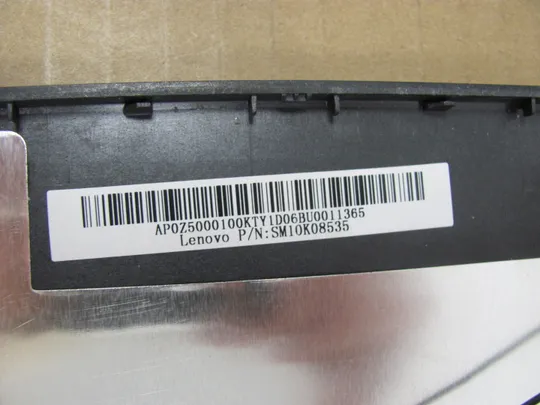 AP0Z5000100KTY1D06BU0011365
Lenovo P/N:SM10K08535